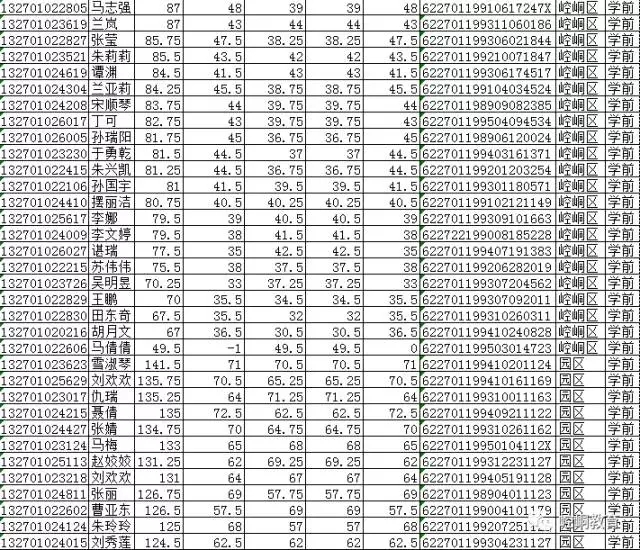 132701022805 马志强 87 48 39 39 48 62270119910617247X 崆峒区 学前
132701023619 兰岚 87 43 44 44 43 622701199311060186 崆峒区 学前
132701022827 张莹 85.75 47.5 38.25 38.25 47.5 622701199306021844 崆峒区 学前
132701023521 朱莉莉 85.5 43.5 42 42 43.5 622701199210071847 崆峒区 学前
132701024619 谭渊 84.5 41.5 43 43 41.5 622701199306174517 崆峒区 学前
132701024304 兰亚莉 84.25 45.5 38.75 38.75 45.5 622701199104034524 崆峒区 学前
132701024208 宋顺琴 83.75 44 39.75 39.75 44 622701198909082385 崆峒区 学前
132701026017 丁可 82.75 43 39.75 39.75 43 622701199504094534 崆峒区 学前
132701026005 孙瑞阳 81.75 45 36.75 36.75 45 622701198906120024 崆峒区 学前
132701023230 于勇乾 81.5 44.5 37 37 44.5 622701199403161371 崆峒区 学前
132701022415 朱兴凯 81.25 44.5 36.75 36.75 44.5 622701199201203254 崆峒区 学前
132701022106 孙国宇 81 41.5 39.5 39.5 41.5 622701199301180571 崆峒区 学前
132701024410 摆丽洁 80.75 40.5 40.25 40.25 40.5 622701199102121149 崆峒区 学前
132701025617 李娜 79.5 39 40.5 40.5 39 622701199309101663 崆峒区 学前
132701024009 李文婷 79.5 38 41.5 41.5 38 622722199008185228 崆峒区 学前
132701026027 谌瑞 77.5 35 42.5 42.5 35 622701199407191383 崆峒区 学前
132701022215 苏伟伟 75.5 38 37.5 37.5 38 622701199206282019 崆峒区 学前
132701023726 吴明昱 70.25 33 37.25 37.25 33 622701199307204562 崆峒区 学前
132701022829 王鹏 70 35.5 34.5 34.5 35.5 622701199307092011 崆峒区 学前
132701022830 田东奇 67.5 35.5 32 32 35.5 622701199310260311 崆峒区 学前
132701020216 胡月文 67 36.5 30.5 30.5 36.5 622701199410240828 崆峒区 学前
132701022606 马倩倩 49.5 -1 49.5 49.5 0 622701199503014723 崆峒区 学前
132701023623 雪淑琴 141.5 71 70.5 70.5 71 622701199410201124 园区 学前
132701025629 刘欢欢 135.75 70.5 65.25 65.25 70.5 622701199410161169 园区 学前
132701023017 仇瑞 135.25 64 71.25 71.25 64 622701199310011163 园区 学前
132701024215 聂倩 135 72.5 62.5 62.5 72.5 622701199409211122 园区 学前
132701024427 张婧 134.75 70 64.75 64.75 70 622701199310261162 园区 学前
132701023124 马梅 133 65 68 68 65 62270119950104112X 园区 学前
132701025113 赵姣姣 131.25 62 69.25 69.25 62 622701199312231127 园区 学前
132701023218 刘欢欢 131 64 67 67 64 622701199405191128 园区 学前
132701024811 张丽 126.75 69 57.75 57.75 69 622701198904011123 园区 学前
132701022602 曹亚东 126.5 57.5 69 69 57.5 622701199004101179 园区 学前
132701024124 朱玲玲 125 68 57 57 68 园区 学前
132701024015 刘秀莲 124.5 62.5 62 62 62.5 622701199304231127 园区 学前
崆峒教育